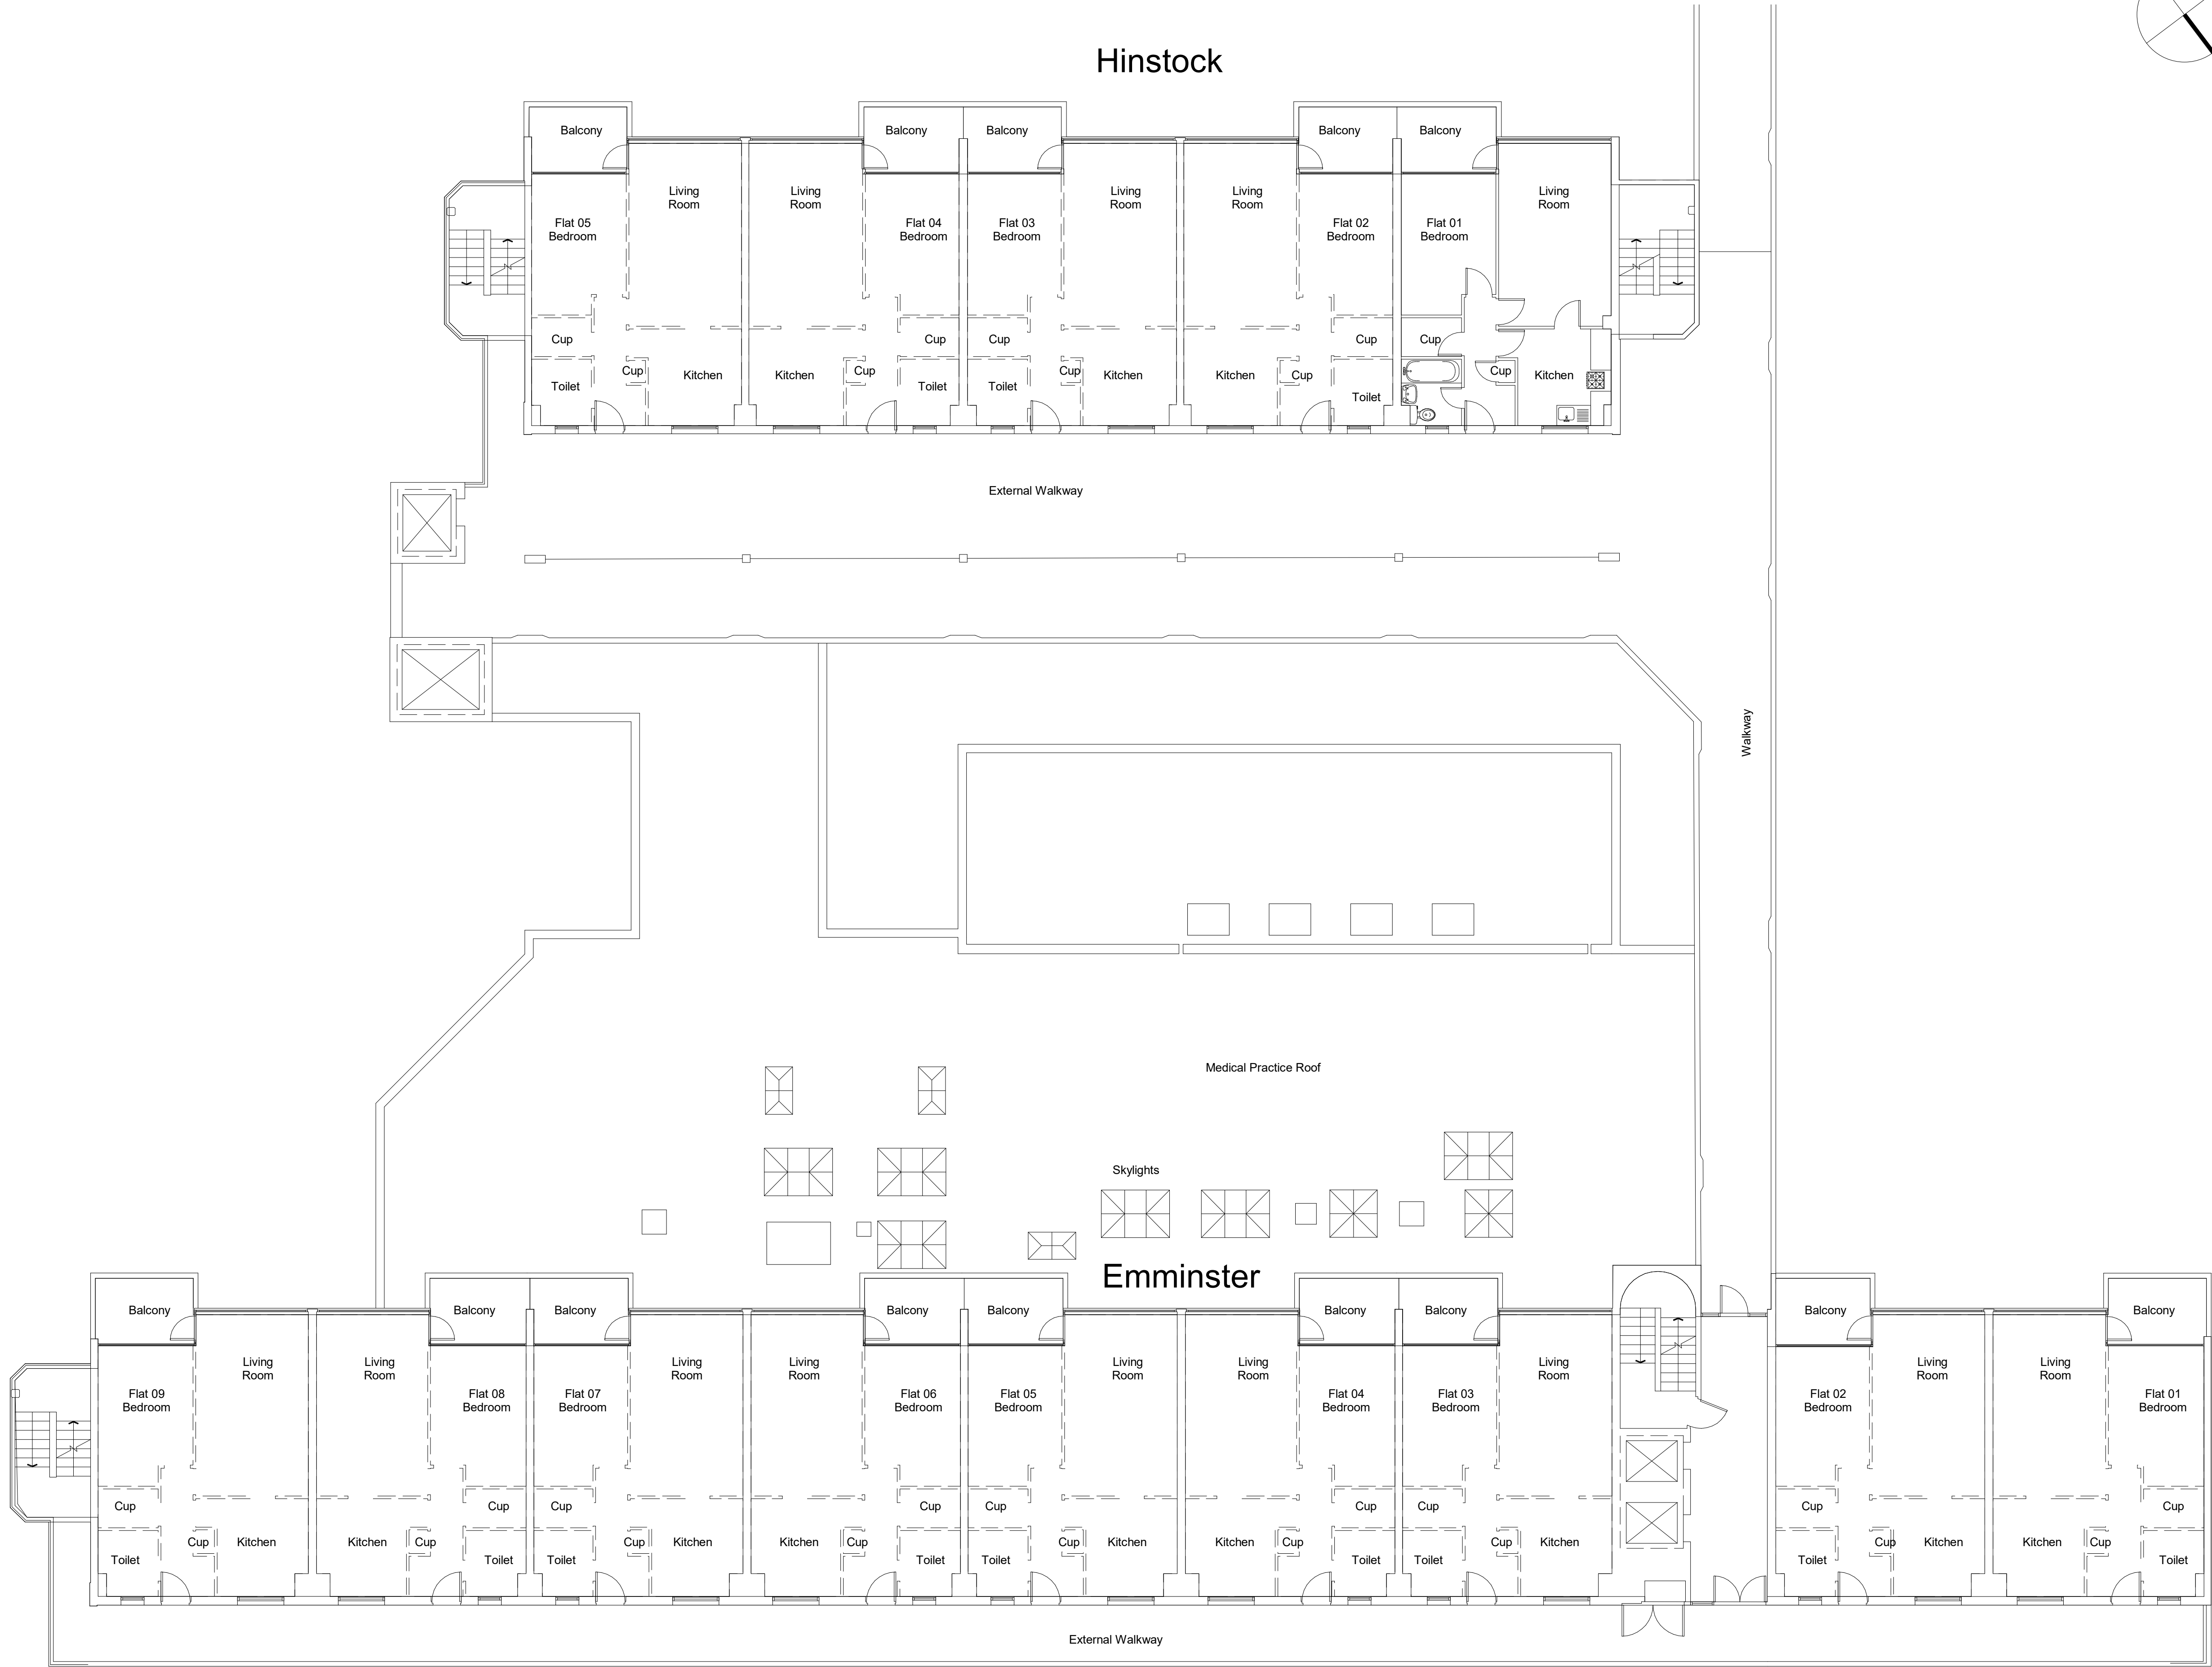 Hinstock
Balcony
Balcony
Balcony
Balcony
Balcony
Living
Room
Living
Room
Living
Room
Living
Room
Living
Room
Flat 05
Bedroom
Flat 04
Bedroom
Flat 03
Bedroom
Flat 02
Bedroom
Flat 01
Bedroom
Cup
Cup
Cup
Cup
Cup
Cup
Cup
Cup
Cup
Cup
Toilet
Kitchen
Kitchen
Toilet
Toilet
Kitchen
Kitchen
Toilet
Kitchen
External Walkway
Walkway
Medical Practice Roof
Skylights
Emminster
Balcony
Balcony
Balcony
Balcony
Balcony
Balcony
Balcony
Balcony
Balcony
Living
Room
Living
Room
Living
Room
Living
Room
Living
Room
Living
Room
Living
Room
Living
Room
Living
Room
Flat 09
Bedroom
Flat 08
Bedroom
Flat 07
Bedroom
Flat 06
Bedroom
Flat 05
Bedroom
Flat 04
Bedroom
Flat 03
Bedroom
Flat 02
Bedroom
Flat 01
Bedroom
Cup
Cup
Cup
Cup
Cup
Cup
Cup
Cup
Cup
Cup
Kitchen
Kitchen
Cup
Cup
Kitchen
Kitchen
Cup
Cup
Kitchen
Kitchen
Cup
Cup
Kitchen
Cup
Kitchen
Kitchen
Cup
Toilet
Toilet
Toilet
Toilet
Toilet
Toilet
Toilet
Toilet
Toilet
External Walkway